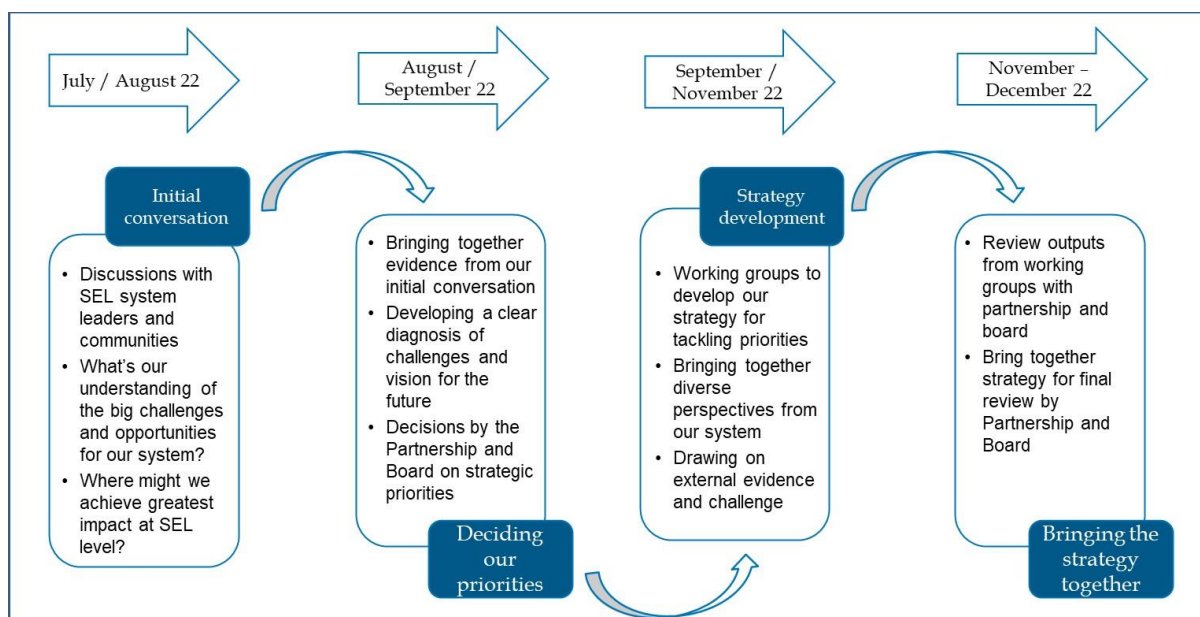 July / August 22
August /
September 22
September /
November 22
November –
December 22
Initial
conversation
• Discussions with
SEL system
leaders and
communities
• What's our
understanding of
the big challenges
and opportunities
for our system?
• Where might we
achieve greatest
impact at SEL
level?
• Bringing together
evidence from our
initial conversation
• Developing a clear
diagnosis of
challenges and
vision for the
future
• Decisions by the
Partnership and
Board on strategic
priorities
Deciding
our
priorities
Strategy
development
• Working groups to
develop our
strategy for
tackling priorities
• Bringing together
diverse
perspectives from
our system
• Drawing on
external evidence
and challenge
• Review outputs
from working
groups with
partnership and
board
• Bring together
strategy for final
review by
Partnership and
Board
Bringing the
strategy
together